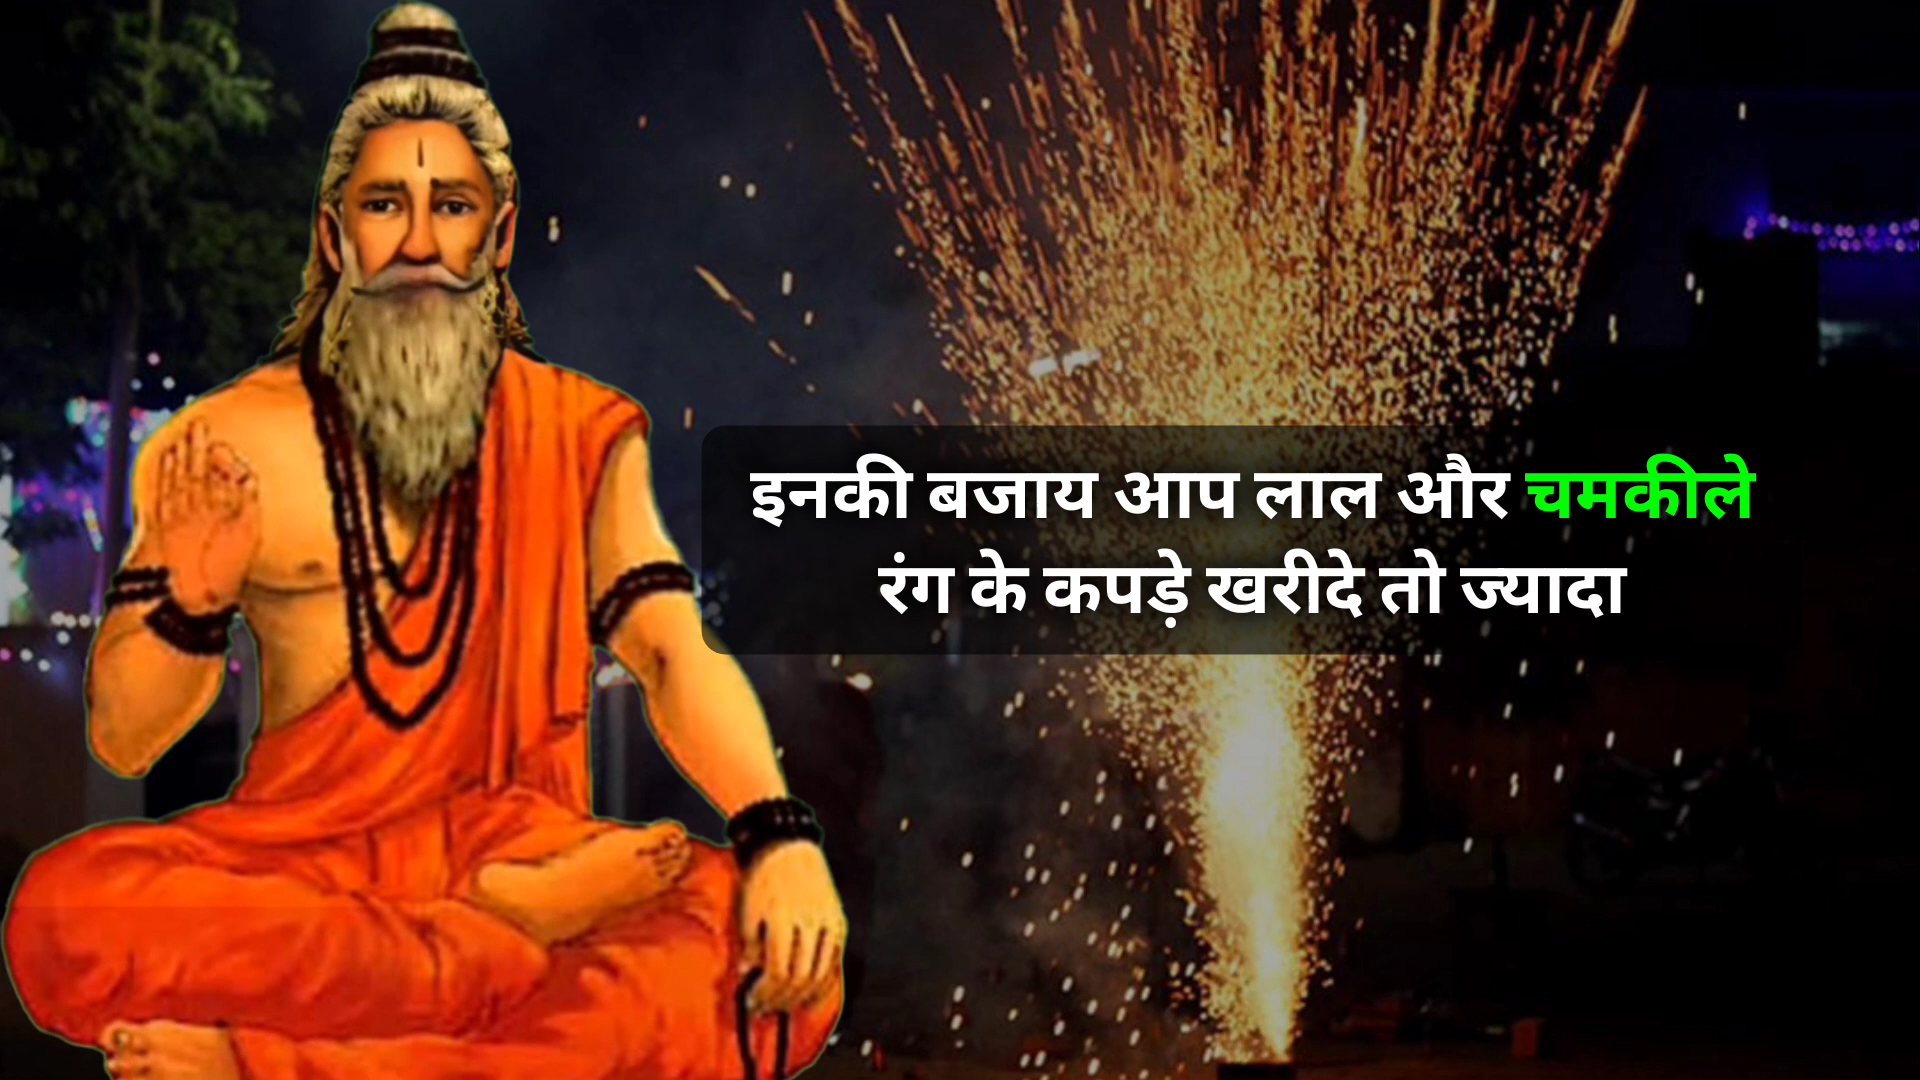 इनकी बजाय आप लाल और चमकीले
रंग के कपड़े खरीदे तो ज्यादा